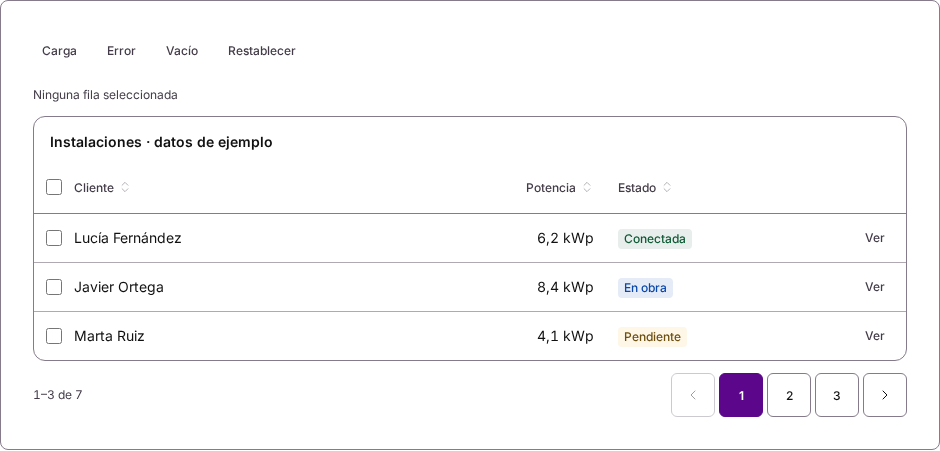 Carga Error Vacío Restablecer
Ninguna fila seleccionada
Instalaciones · datos de ejemplo
Cliente Potencia Estado
Lucía Fernández 6,2 kWp Conectada Ver
Javier Ortega 8,4 kWp En obra Ver
Marta Ruiz 4,1 kWp Pendiente Ver
1–3 de 7 1 2 3